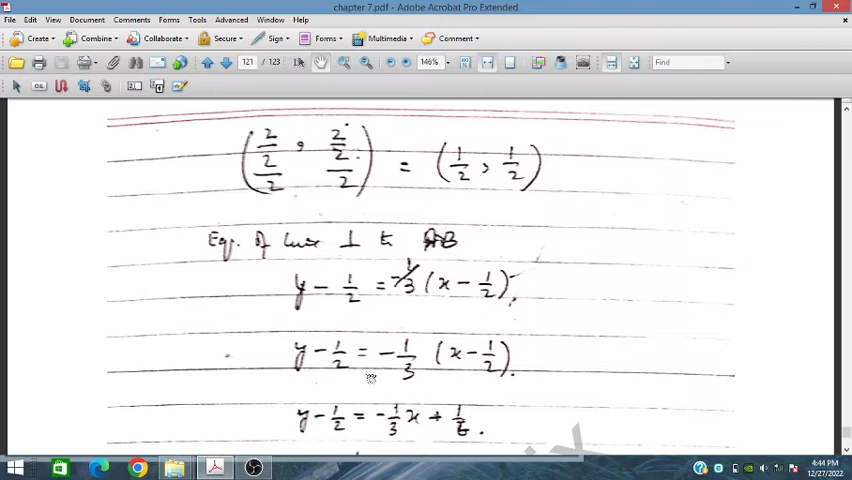 chapter 7.pdf - Adobe Acrobat Pro Extended
File Edit View Document Comments Forms Tools Advanced Window Help
Create Combine Collaborate Secure Sign Forms Multimedia Comment
121 / 123 146% Find
(2/2/2, 2/2/2) = (1/2, 1/2)
Eqn. of line ⊥ to AB
y - 1/2 = (x - 1/2)
y - 1/2 = -1/3 (x - 1/2).
y - 1/2 = -1/3 x + 1/6.
4:44 PM
12/27/2022